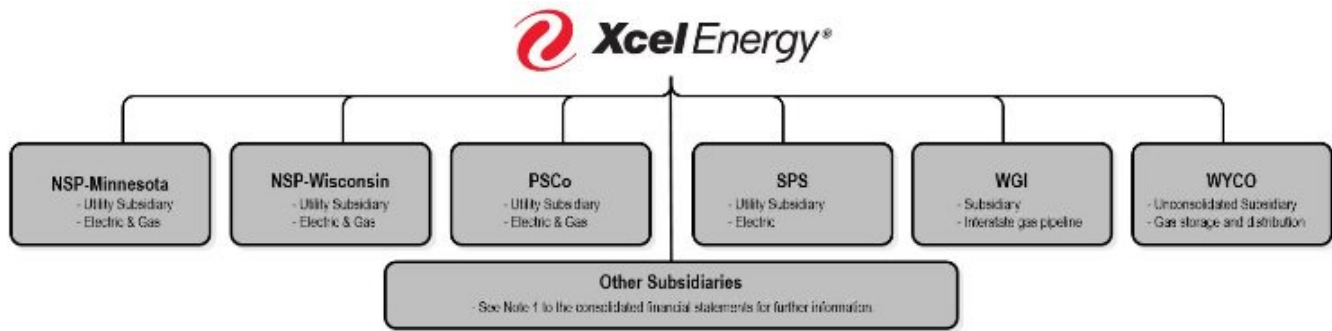 Xcel Energy®
NSP-Minnesota
- Utility Subsidiary
- Electric & Gas
NSP-Wisconsin
- Utility Subsidiary
- Electric & Gas
PSCo
- Utility Subsidiary
- Electric & Gas
SPS
- Utility Subsidiary
- Electric
WGI
- Subsidiary
- Interstate gas pipeline
WYCO
- Unconsolidated Subsidiary
- Gas storage and distribution
Other Subsidiaries
- See Note 1 to the consolidated financial statements for further information.